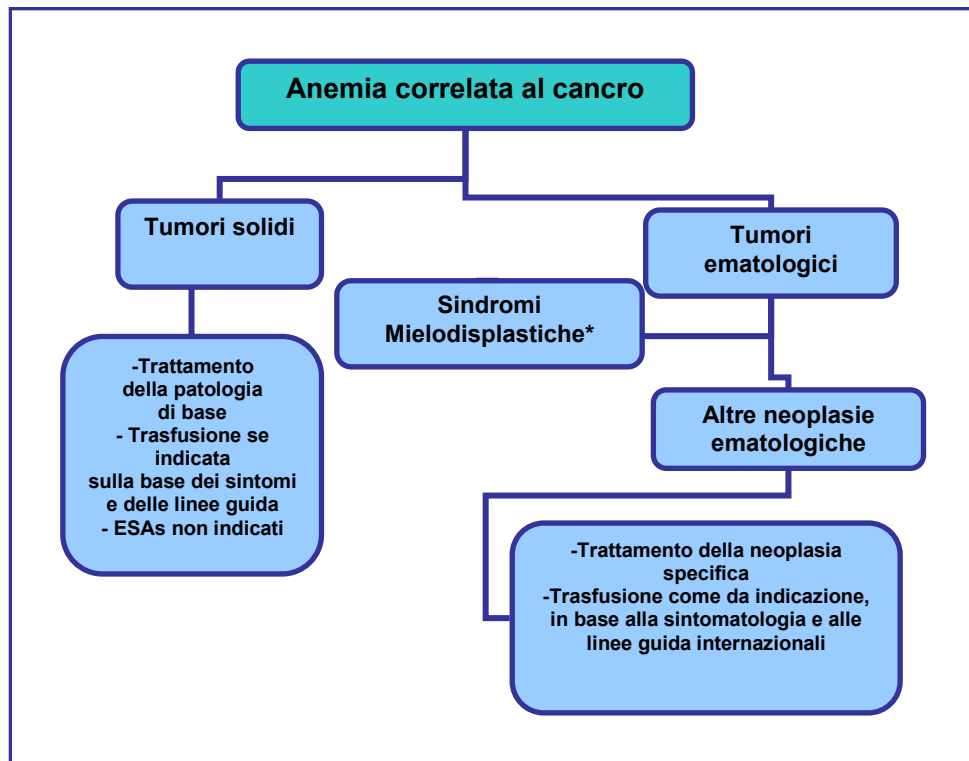 Anemia correlata al cancro
Tumori solidi
Tumori
ematologici
Sindromi
Mielodisplastiche*
-Trattamento
della patologia
di base
- Trasfusione se
indicata
sulla base dei sintomi
e delle linee guida
- ESAs non indicati
Altre neoplasie
ematologiche
-Trattamento della neoplasia
specifica
-Trasfusione come da indicazione,
in base alla sintomatologia e alle
linee guida internazionali